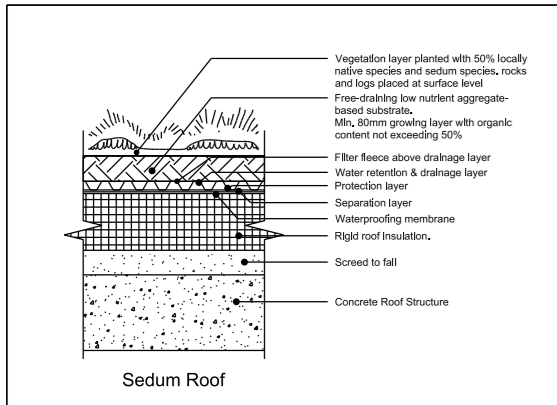 Vegetation layer planted with 50% locally
native species and sedum species. rocks
and logs placed at surface level
Free-draining low nutrient aggregate-
based substrate.
Min. 80mm growing layer with organic
content not exceeding 50%
Filter fleece above drainage layer
Water retention & drainage layer
Protection layer
Separation layer
Waterproofing membrane
Rigid roof Insulation.
Screed to fall
Concrete Roof Structure
Sedum Roof